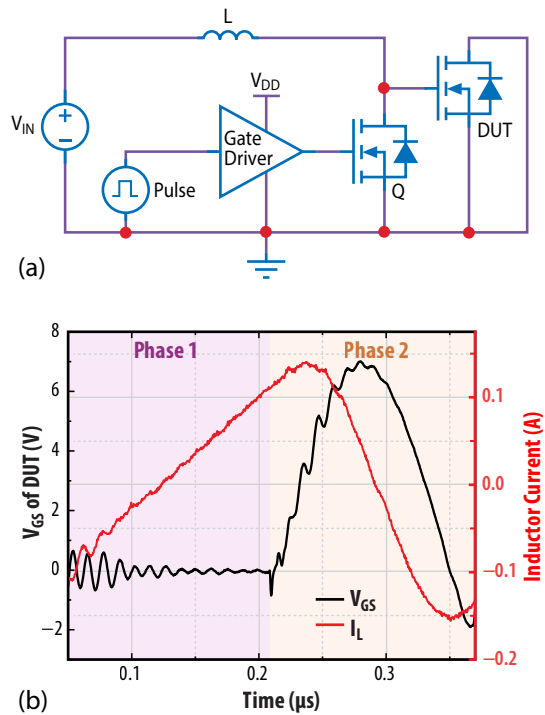 L
V_IN
+
−
V_DD
Gate
Driver
Pulse
Q
DUT
(a)
Phase 1
Phase 2
V_GS of DUT (V)
8
6
4
2
0
−2
0.1
0.0
−0.1
−0.2
Inductor Current (A)
V_GS
I_L
0.1
0.2
0.3
Time (μs)
(b)